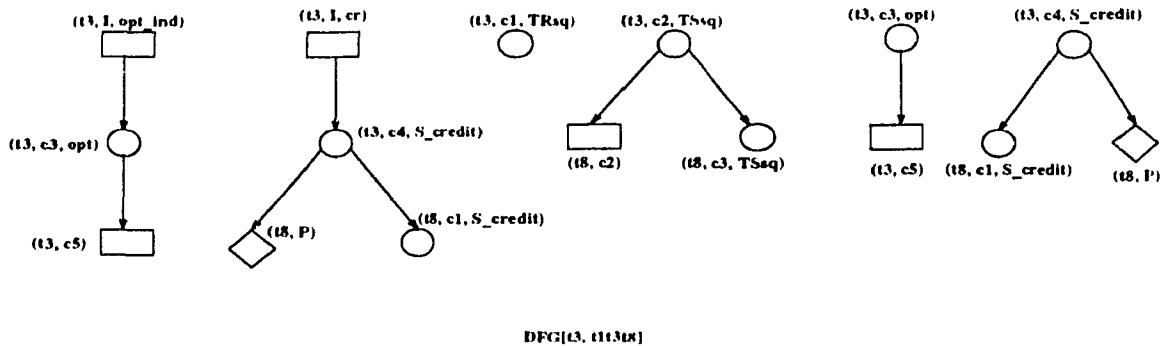 (t3, I, opt_ind)
(t3, I, cr)
(t3, c1, TRsq)
(t3, c2, TSsq)
(t3, c3, opt)
(t3, c4, S_credit)
(t3, c3, opt)
(t3, c4, S_credit)
(t8, c2)
(t8, c3, TSsq)
(t3, c5)
(t8, c1, S_credit)
(t8, P)
(t3, c5)
(t8, P)
(t8, c1, S_credit)
DFG[t3, t1t3t8]